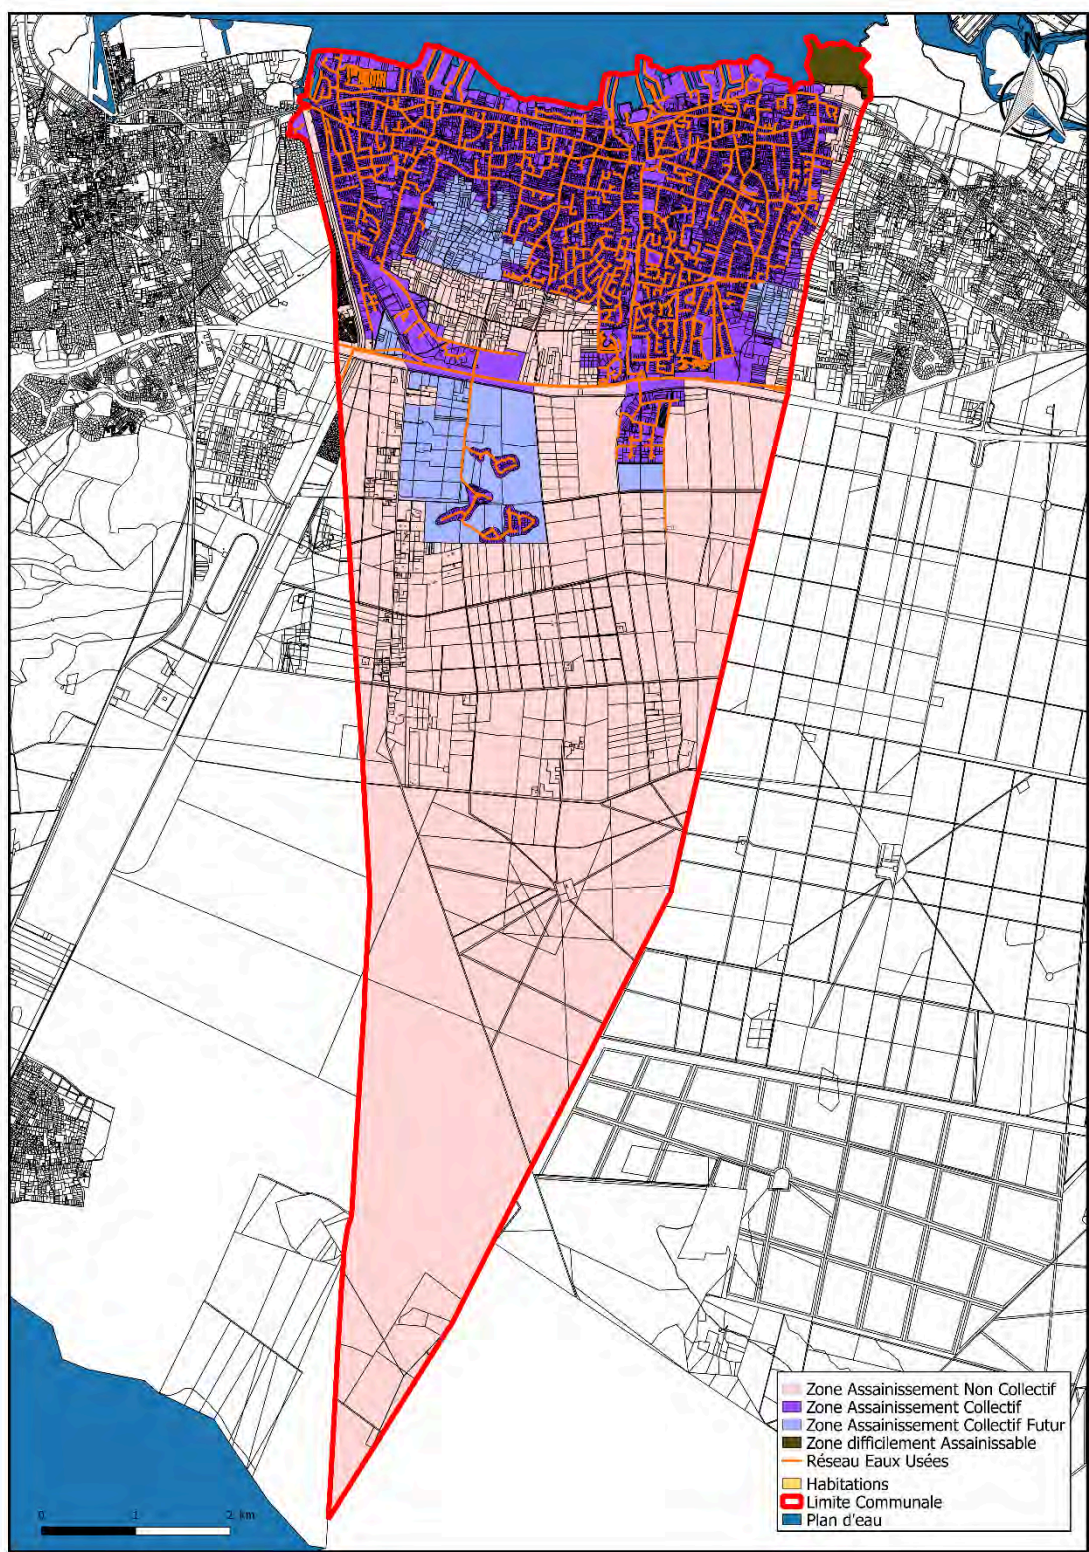 N
Zone Assainissement Non Collectif
Zone Assainissement Collectif
Zone Assainissement Collectif Futur
Zone difficilement Assainissable
Réseau Eaux Usées
Habitations
Limite Communale
Plan d'eau
0 1 2 km